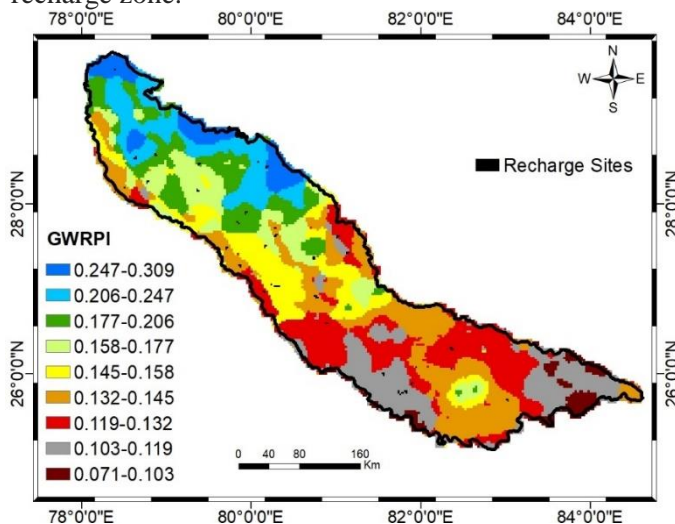 recharge zone.
78°0'0"E 80°0'0"E 82°0'0"E 84°0'0"E
N
W E
S
Recharge Sites
28°0'0"N 28°0'0"N
GWRPI
0.247-0.309
0.206-0.247
0.177-0.206
0.158-0.177
0.145-0.158
0.132-0.145
0.119-0.132
0.103-0.119
0.071-0.103
26°0'0"N 26°0'0"N
0 40 80 160
Km
78°0'0"E 80°0'0"E 82°0'0"E 84°0'0"E